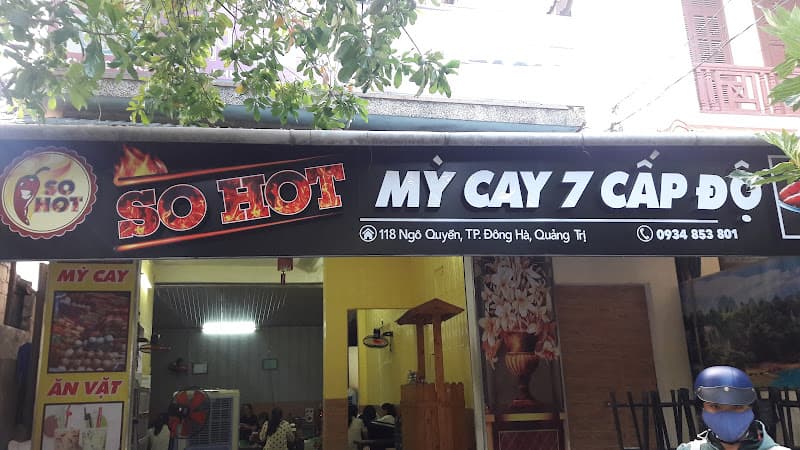 SO
HOT
SO HOT
MỲ CAY 7 CẤP ĐỘ
118 Ngô Quyền, TP. Đông Hà, Quảng Trị
0934 853 801
MỲ CAY
ĂN VẶT